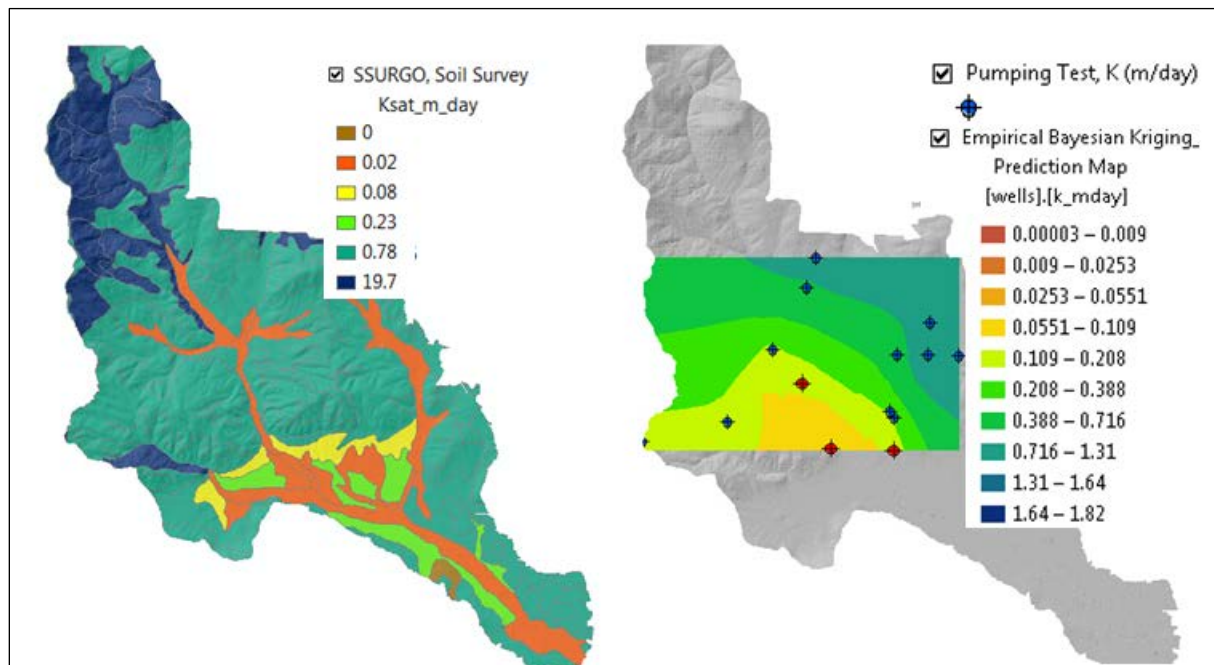 SSURGO, Soil Survey
Ksat_m_day
0
0.02
0.08
0.23
0.78
19.7
Pumping Test, K (m/day)
Empirical Bayesian Kriging_
Prediction Map
[wells].[k_mday]
0.00003 – 0.009
0.009 – 0.0253
0.0253 – 0.0551
0.0551 – 0.109
0.109 – 0.208
0.208 – 0.388
0.388 – 0.716
0.716 – 1.31
1.31 – 1.64
1.64 – 1.82